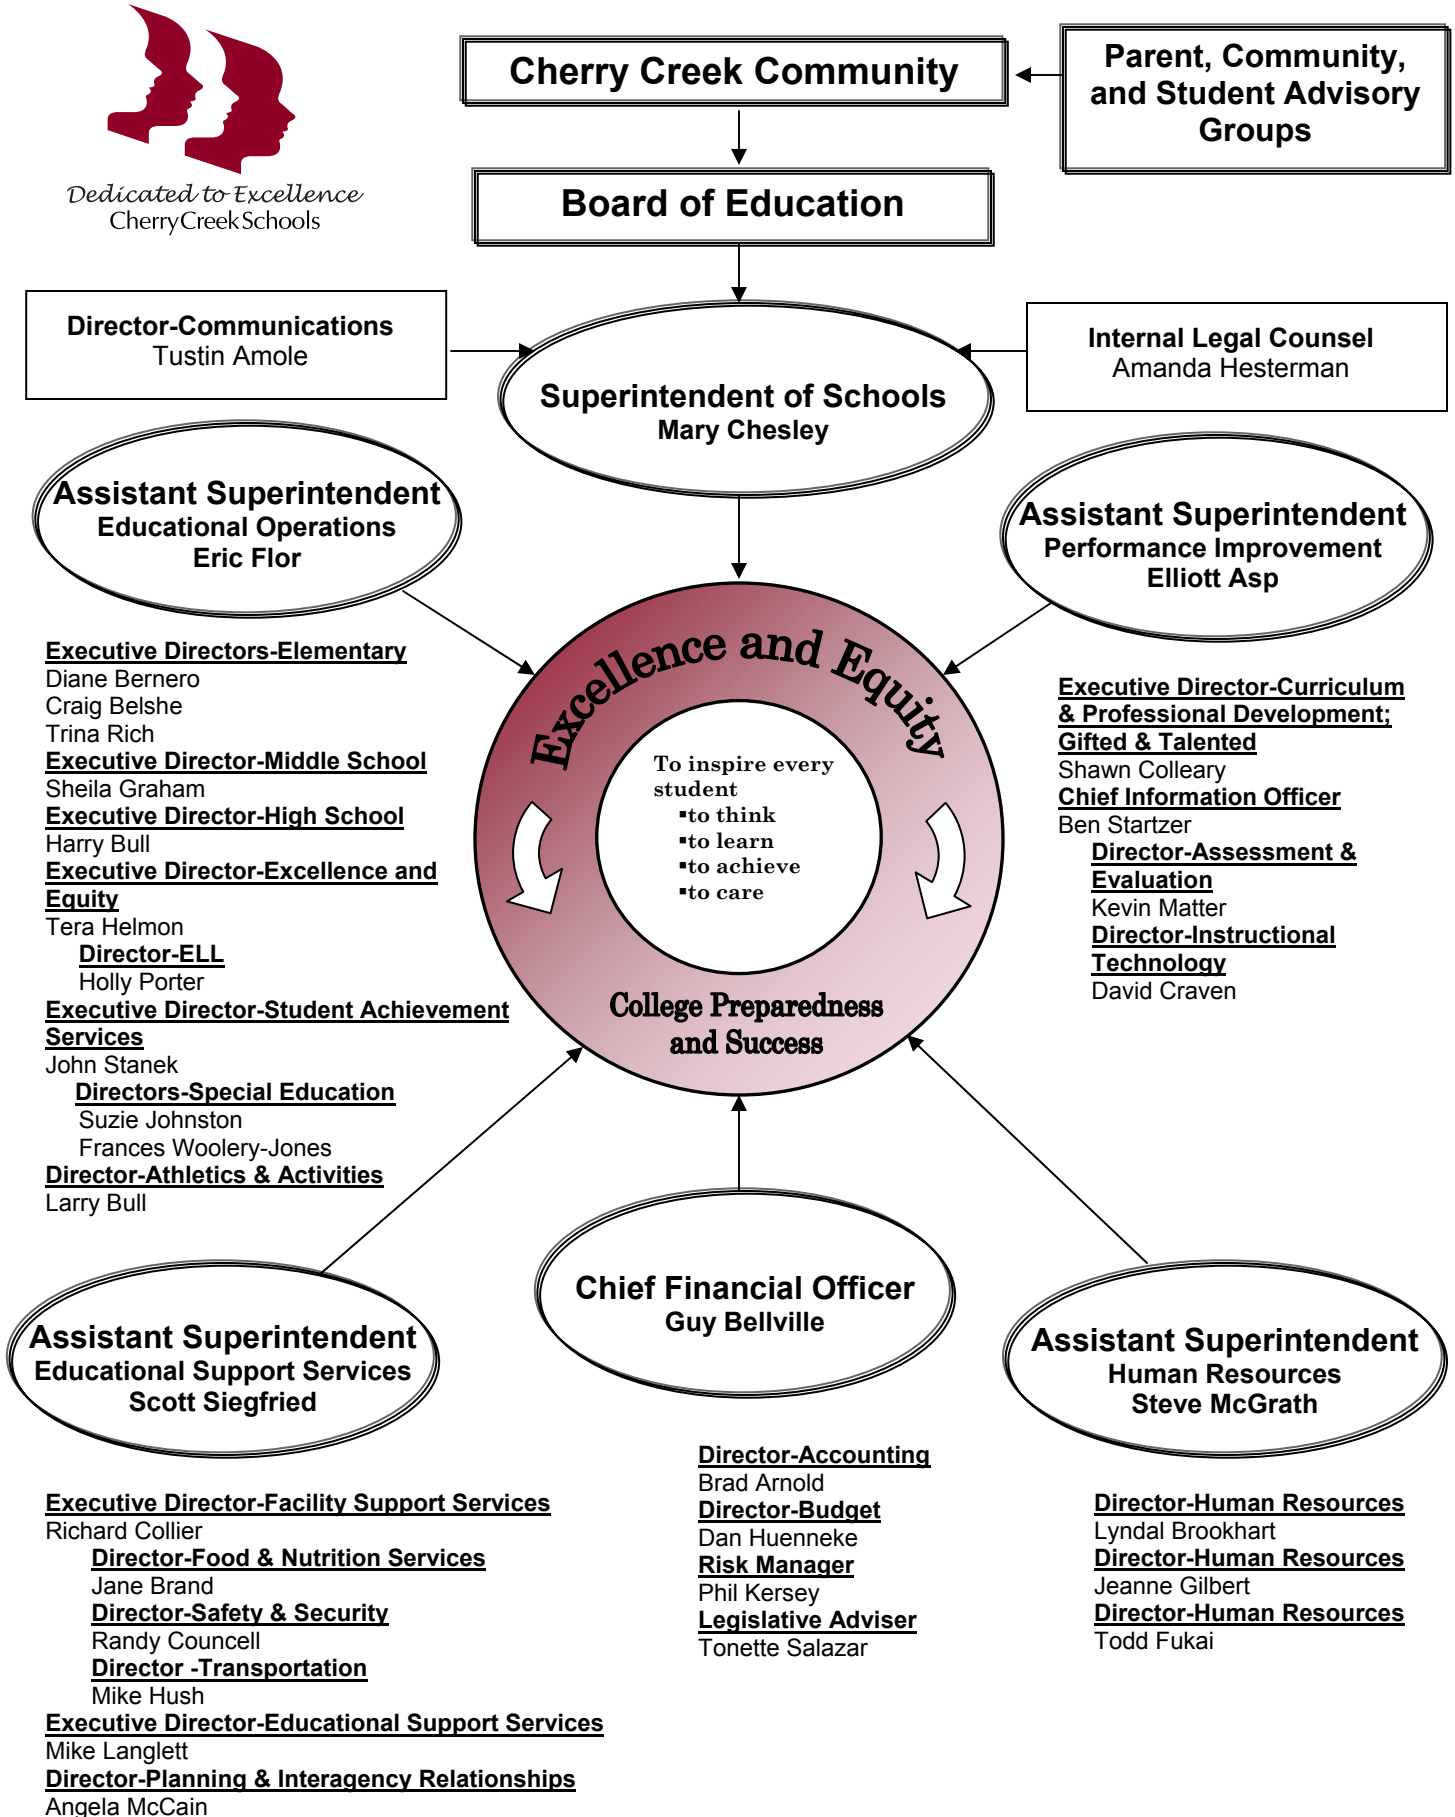 Dedicated to Excellence
Cherry Creek Schools
Cherry Creek Community
Parent, Community,
and Student Advisory
Groups
Board of Education
Director-Communications
Tustin Amole
Internal Legal Counsel
Amanda Hesterman
Superintendent of Schools
Mary Chesley
Assistant Superintendent
Educational Operations
Eric Flor
Assistant Superintendent
Performance Improvement
Elliott Asp
Executive Directors-Elementary
Diane Bernero
Craig Belshe
Trina Rich
Executive Director-Middle School
Sheila Graham
Executive Director-High School
Harry Bull
Executive Director-Excellence and
Equity
Tera Helmon
Director-ELL
Holly Porter
Executive Director-Student Achievement
Services
John Stanek
Directors-Special Education
Suzie Johnston
Frances Woolery-Jones
Director-Athletics & Activities
Larry Bull
Excellence and Equity
To inspire every
student
▪to think
▪to learn
▪to achieve
▪to care
College Preparedness
and Success
Executive Director-Curriculum
& Professional Development;
Gifted & Talented
Shawn Colleary
Chief Information Officer
Ben Startzer
Director-Assessment &
Evaluation
Kevin Matter
Director-Instructional
Technology
David Craven
Assistant Superintendent
Educational Support Services
Scott Siegfried
Chief Financial Officer
Guy Bellville
Assistant Superintendent
Human Resources
Steve McGrath
Executive Director-Facility Support Services
Richard Collier
Director-Food & Nutrition Services
Jane Brand
Director-Safety & Security
Randy Councell
Director -Transportation
Mike Hush
Executive Director-Educational Support Services
Mike Langlett
Director-Planning & Interagency Relationships
Angela McCain
Director-Accounting
Brad Arnold
Director-Budget
Dan Huenneke
Risk Manager
Phil Kersey
Legislative Adviser
Tonette Salazar
Director-Human Resources
Lyndal Brookhart
Director-Human Resources
Jeanne Gilbert
Director-Human Resources
Todd Fukai